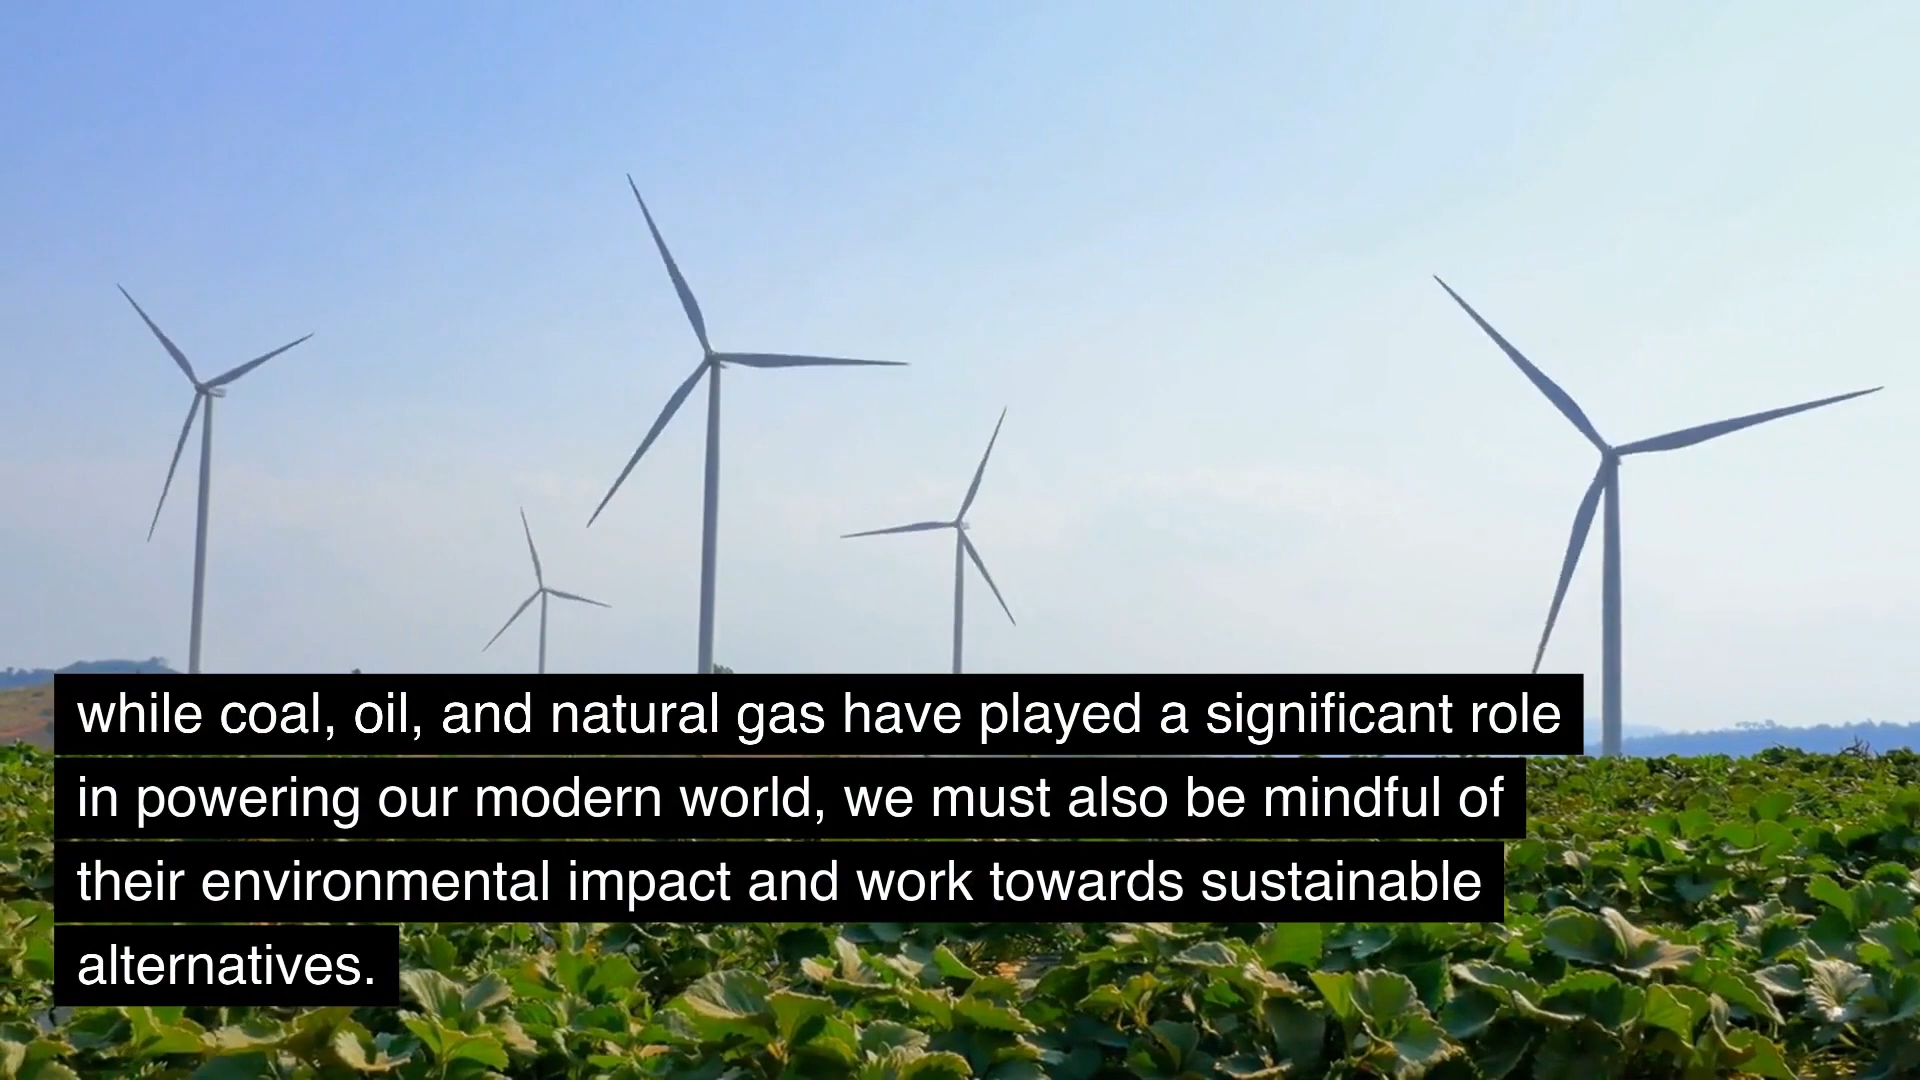 while coal, oil, and natural gas have played a significant role
in powering our modern world, we must also be mindful of
their environmental impact and work towards sustainable
alternatives.